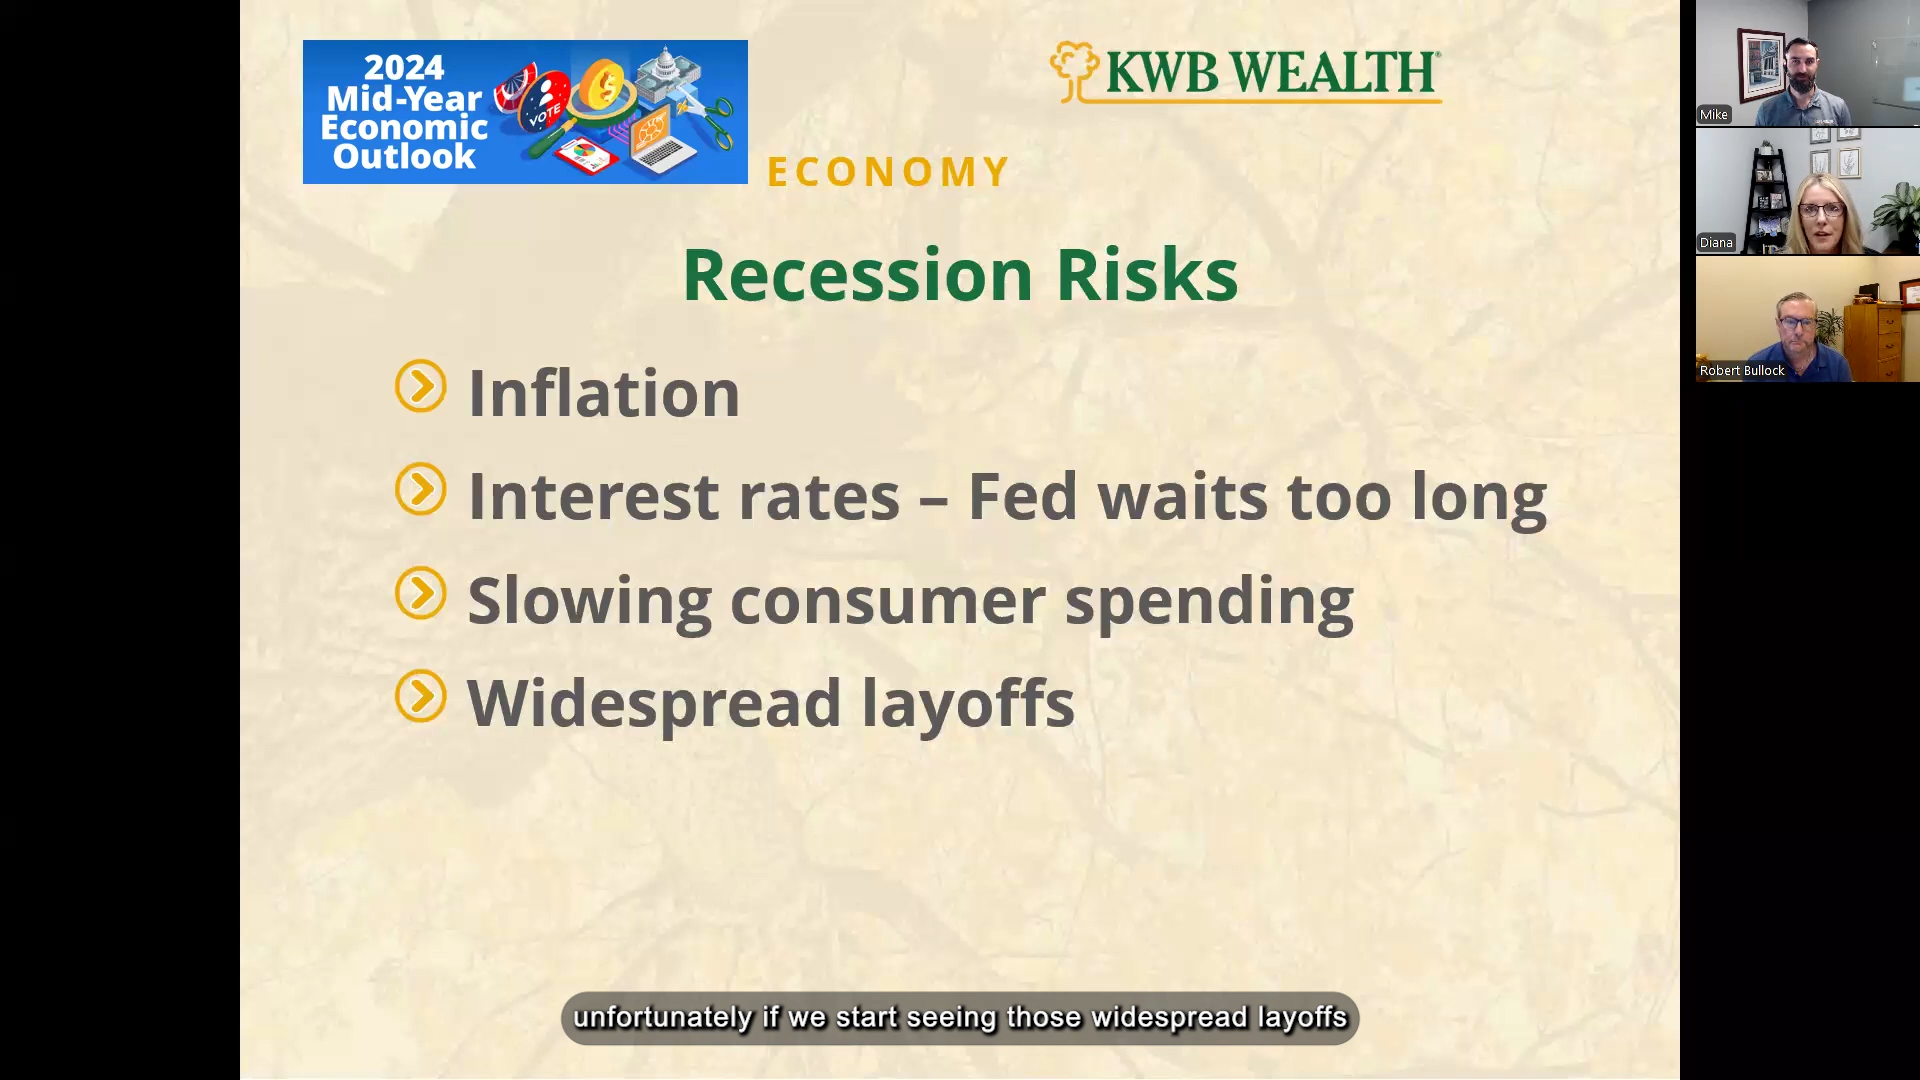 2024
Mid-Year
Economic
Outlook
VOTE
KWB WEALTH®
ECONOMY
Recession Risks
Inflation
Interest rates – Fed waits too long
Slowing consumer spending
Widespread layoffs
unfortunately if we start seeing those widespread layoffs
Mike
Diana
Robert Bullock